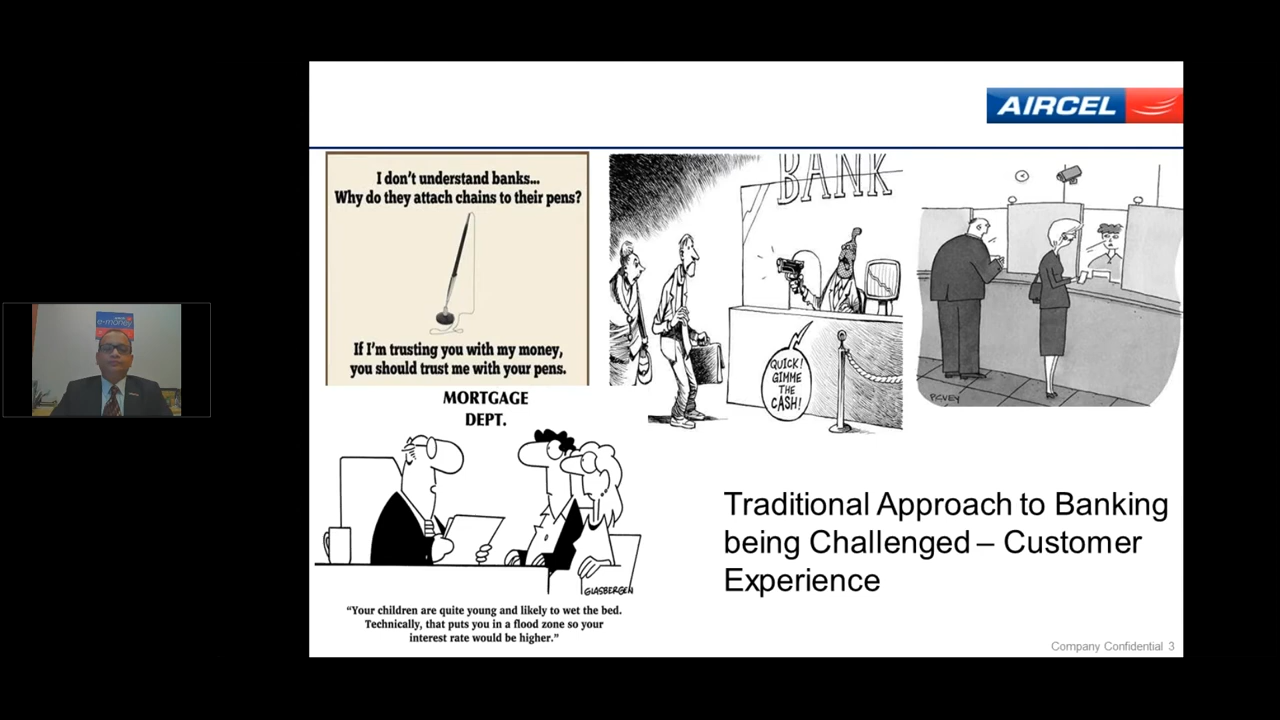 AIRCEL
I don't understand banks...
Why do they attach chains to their pens?
If I'm trusting you with my money,
you should trust me with your pens.
BANK
QUICK!
GIMME
THE
CASH!
PICVEY
MORTGAGE
DEPT.
GLASBERGEN
"Your children are quite young and likely to wet the bed.
Technically, that puts you in a flood zone so your
interest rate would be higher."
Traditional Approach to Banking
being Challenged – Customer
Experience
e-money
Company Confidential 3